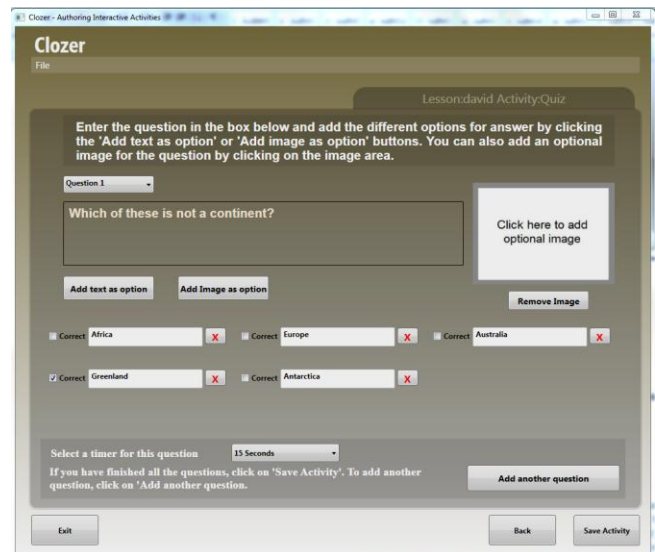 Clozer - Authoring Interactive Activities
Clozer
File
Lesson:david Activity:Quiz
Enter the question in the box below and add the different options for answer by clicking
the 'Add text as option' or 'Add image as option' buttons. You can also add an optional
image for the question by clicking on the image area.
Question 1
Which of these is not a continent?
Click here to add
optional image
Add text as option Add Image as option
Remove Image
Correct Africa X Correct Europe X Correct Australia X
Correct Greenland X Correct Antarctica X
Select a timer for this question 15 Seconds
If you have finished all the questions, click on 'Save Activity'. To add another
question, click on 'Add another question.
Add another question
Exit Back Save Activity